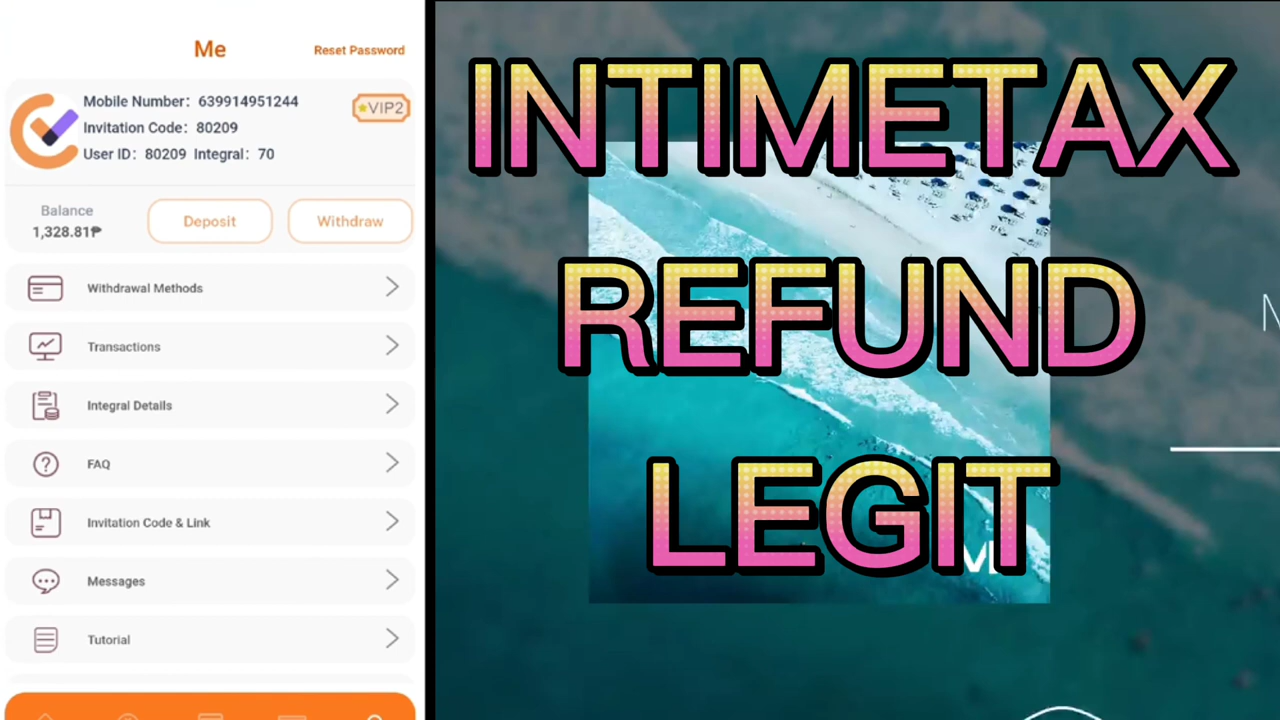 Me
Reset Password
Mobile Number: 639914951244
VIP2
Invitation Code: 80209
User ID: 80209 Integral: 70
Balance
1,328.81₱
Deposit
Withdraw
Withdrawal Methods
Transactions
Integral Details
FAQ
Invitation Code & Link
Messages
Tutorial
INTIMETAX
REFUND
LEGIT